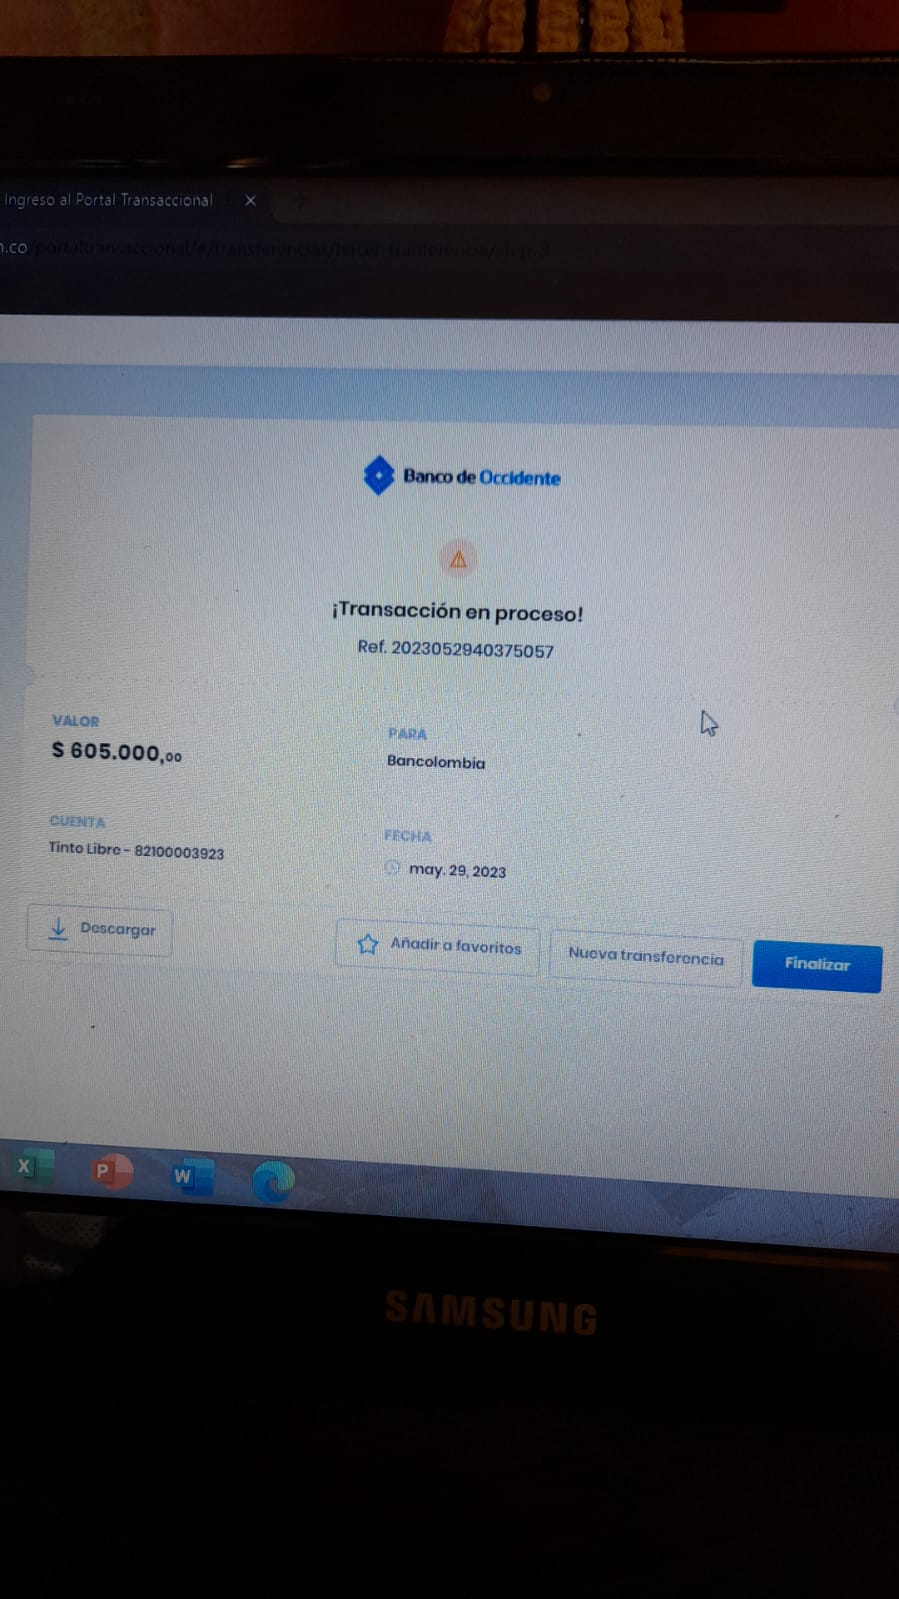 Ingreso al Portal Transaccional
n.co/portaltransaccional/#/transferencias/hacer-tranferencia/step-3
Banco de Occidente
¡Transacción en proceso!
Ref. 2023052940375057
VALOR
$ 605.000,00
PARA
Bancolombia
CUENTA
Tinto Libre - 82100003923
FECHA
may. 29, 2023
Descargar
Añadir a favoritos
Nueva transferencia
Finalizar
X
P
W
SAMSUNG